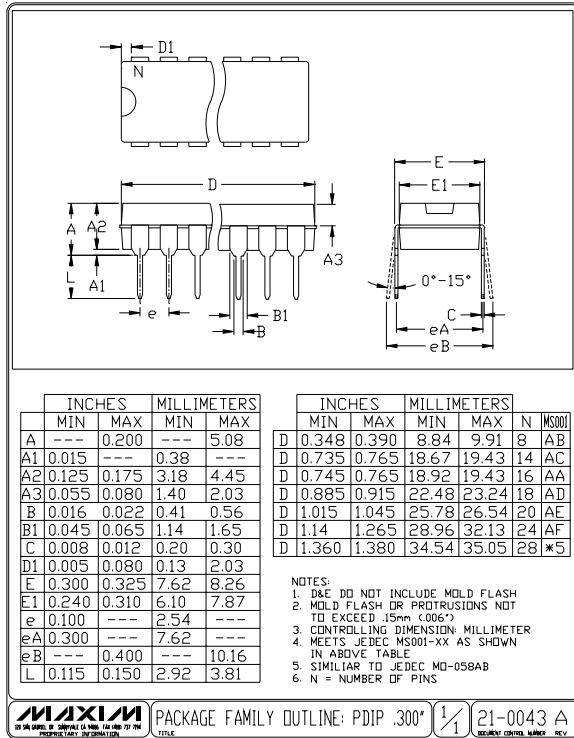 D1
N
D
E
E1
A
A2
A3
L
A1
0°-15°
e
B1
B
C
eA
eB
INCHES MILLIMETERS
MIN MAX MIN MAX
A --- 0.200 --- 5.08
A1 0.015 --- 0.38 ---
A2 0.125 0.175 3.18 4.45
A3 0.055 0.080 1.40 2.03
B 0.016 0.022 0.41 0.56
B1 0.045 0.065 1.14 1.65
C 0.008 0.012 0.20 0.30
D1 0.005 0.080 0.13 2.03
E 0.300 0.325 7.62 8.26
E1 0.240 0.310 6.10 7.87
e 0.100 --- 2.54 ---
eA 0.300 --- 7.62 ---
eB --- 0.400 --- 10.16
L 0.115 0.150 2.92 3.81
INCHES MILLIMETERS
MIN MAX MIN MAX N MS001
D 0.348 0.390 8.84 9.91 8 AB
D 0.735 0.765 18.67 19.43 14 AC
D 0.745 0.765 18.92 19.43 16 AA
D 0.885 0.915 22.48 23.24 18 AD
D 1.015 1.045 25.78 26.54 20 AE
D 1.14 1.265 28.96 32.13 24 AF
D 1.360 1.380 34.54 35.05 28 *5
NOTES:
1. D&E DO NOT INCLUDE MOLD FLASH
2. MOLD FLASH OR PROTRUSIONS NOT
TO EXCEED .15mm (.006")
3. CONTROLLING DIMENSION: MILLIMETER
4. MEETS JEDEC MS001-XX AS SHOWN
IN ABOVE TABLE
5. SIMILIAR TO JEDEC MO-058AB
6. N = NUMBER OF PINS
MAXIM
PROPRIETARY INFORMATION
PACKAGE FAMILY OUTLINE: PDIP .300"
TITLE
1/1
21-0043 A
DOCUMENT CONTROL NUMBER REV